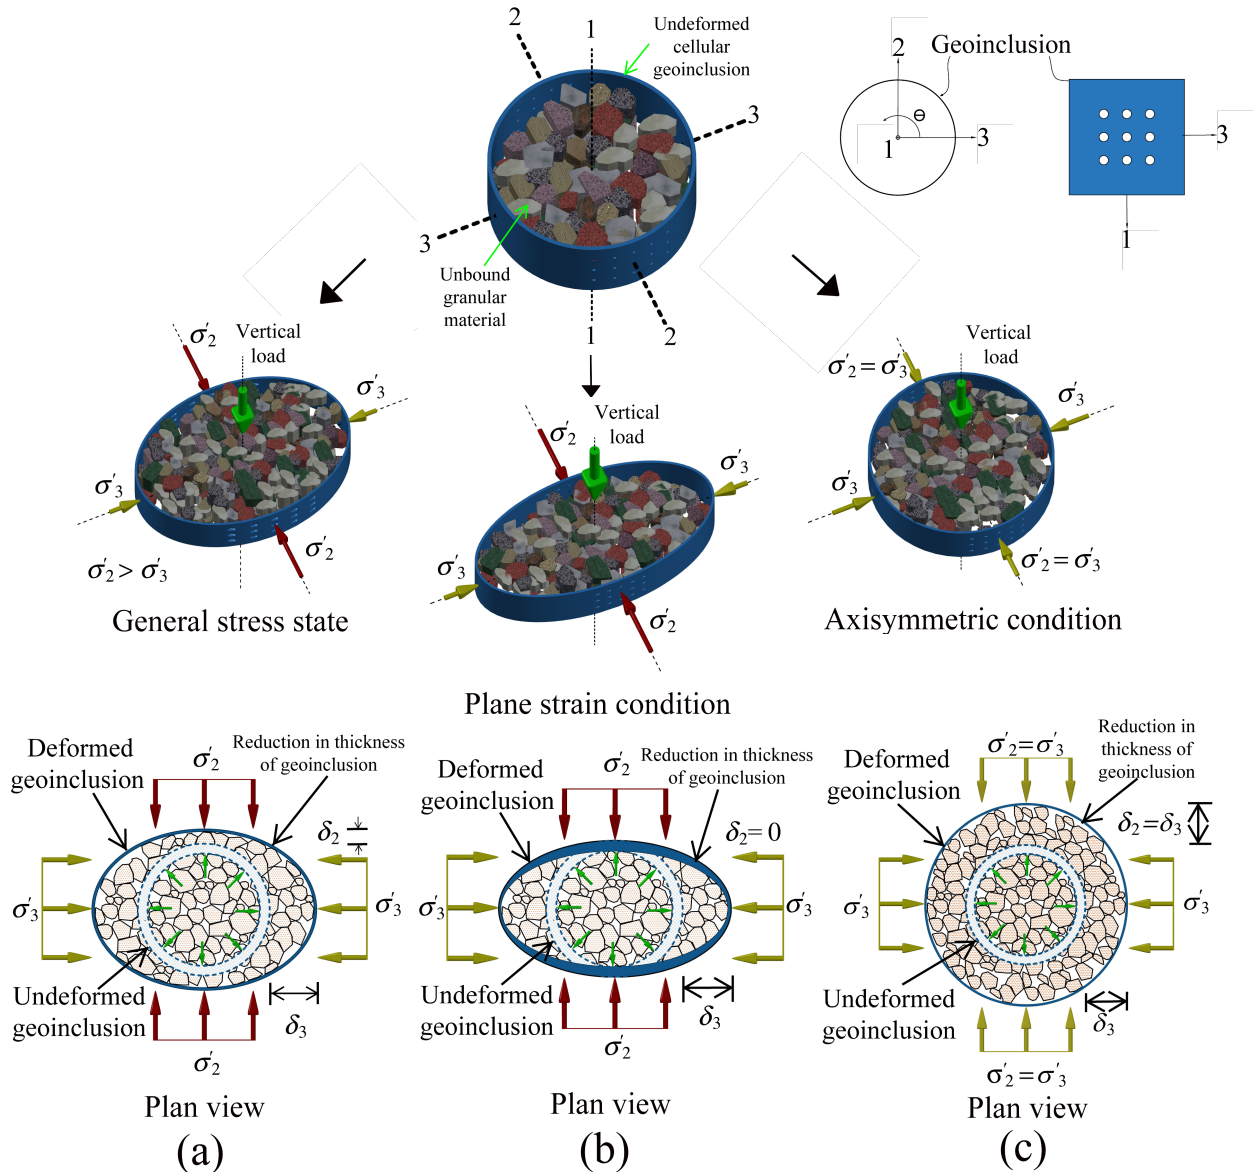 2
1
Undeformed
cellular
geoinclusion
3
3
Unbound
granular
material
1
2
Geoinclusion
2
Θ
1
3
3
1
σ′2
Vertical
load
σ′3
σ′3
σ′2
σ′2 > σ′3
General stress state
σ′2
Vertical
load
σ′3
σ′3
σ′2
Plane strain condition
σ′2 = σ′3
Vertical
load
σ′3
σ′3
σ′2 = σ′3
Axisymmetric condition
Deformed
geoinclusion
σ′2
Reduction in thickness
of geoinclusion
δ2
σ′3
σ′3
Undeformed
geoinclusion
δ3
σ′2
Plan view
(a)
Deformed
geoinclusion
σ′2
Reduction in thickness
of geoinclusion
δ2 = 0
σ′3
σ′3
Undeformed
geoinclusion
δ3
σ′2
Plan view
(b)
Deformed
geoinclusion
σ′2 = σ′3
Reduction in
thickness of
geoinclusion
δ2 = δ3
σ′3
σ′3
Undeformed
geoinclusion
δ3
σ′2 = σ′3
Plan view
(c)